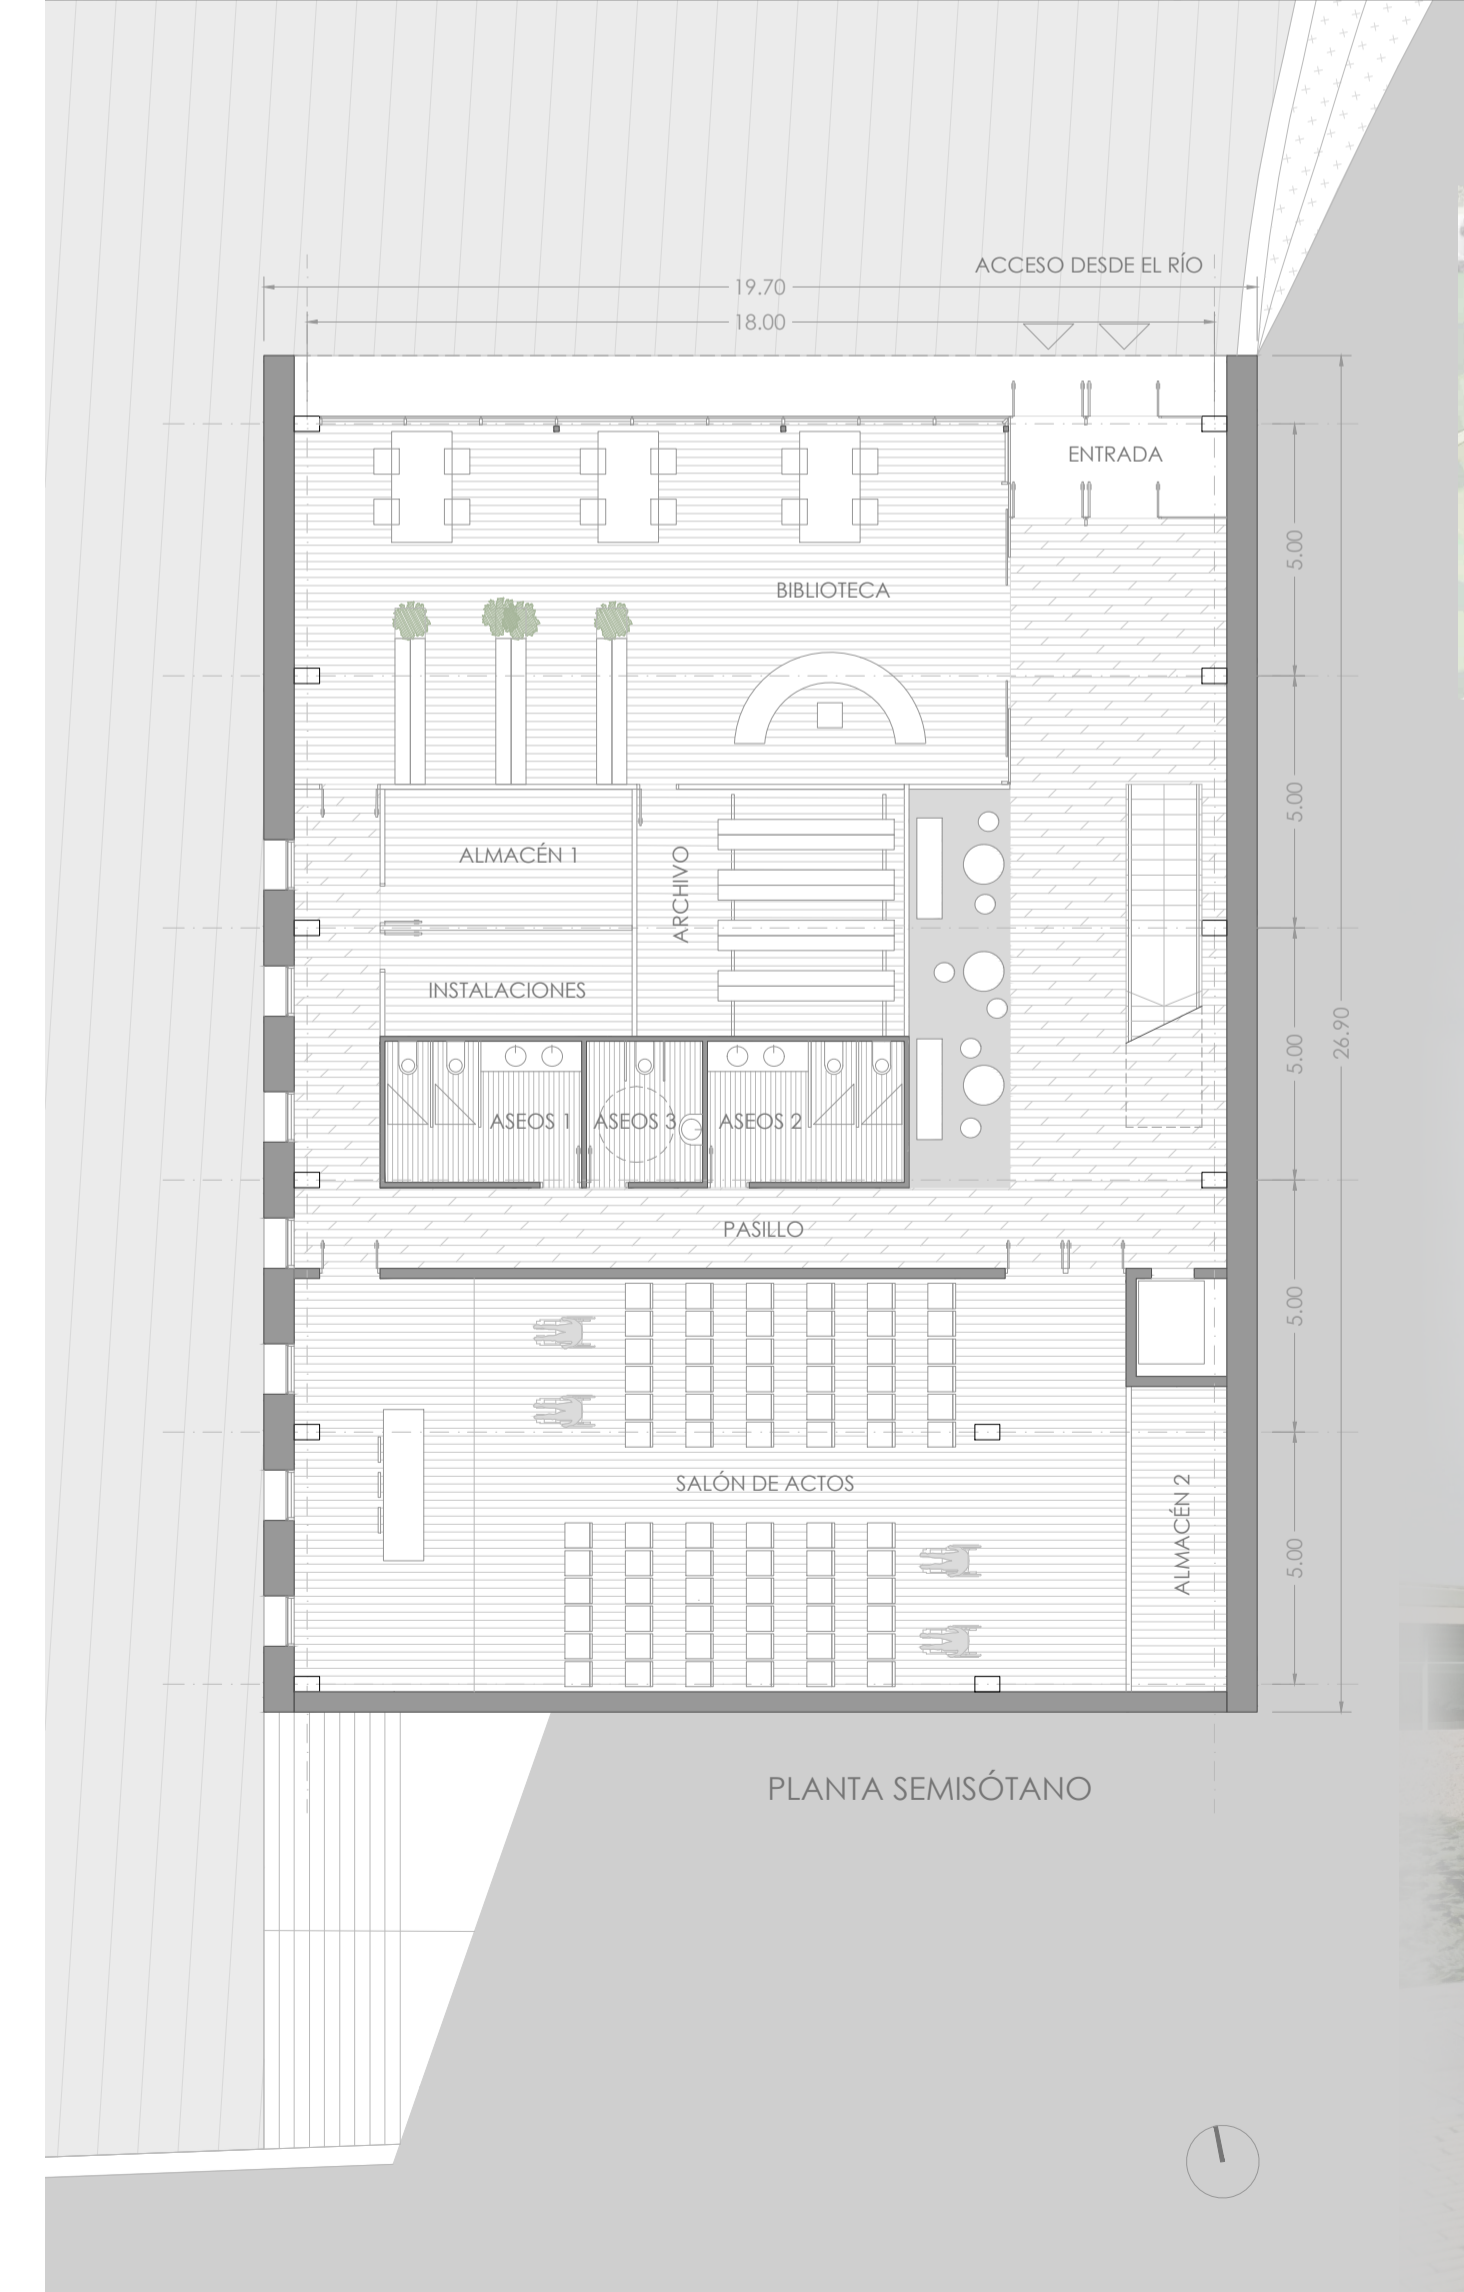 ACCESO DESDE EL RÍO
19.70
18.00
ENTRADA
5.00
BIBLIOTECA
5.00
ALMACÉN 1
ARCHIVO
INSTALACIONES
5.00
26.90
ASEOS 1
ASEOS 3
ASEOS 2
PASILLO
5.00
SALÓN DE ACTOS
ALMACÉN 2
5.00
PLANTA SEMISÓTANO